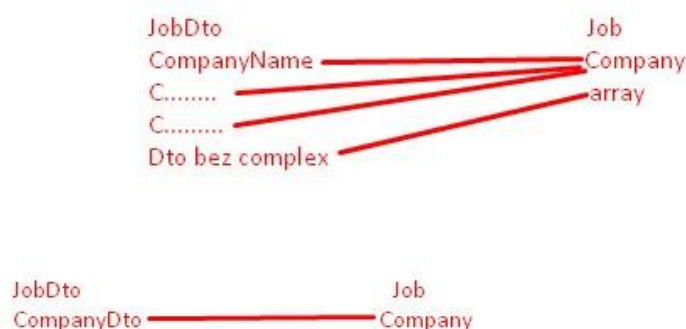 JobDto Job
CompanyName Company
C........ array
C.........
Dto bez complex
JobDto Job
CompanyDto Company